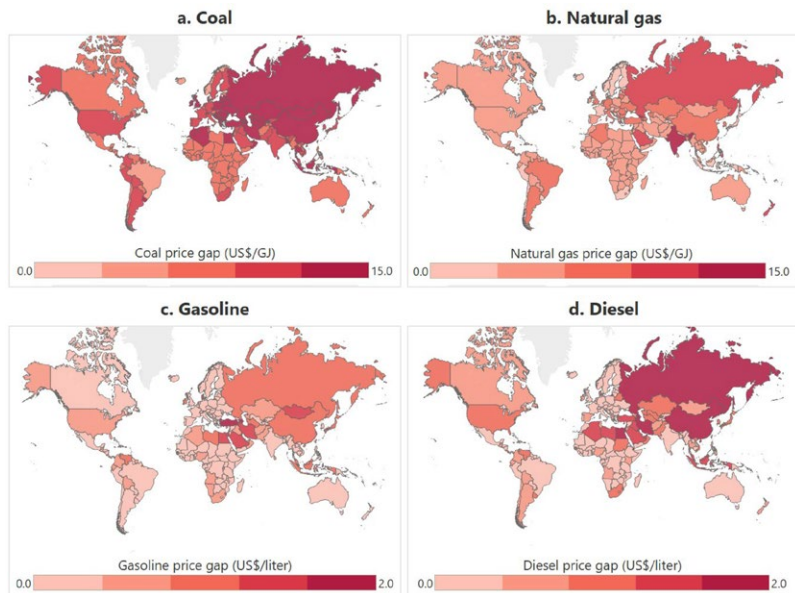 a. Coal
b. Natural gas
Coal price gap (US$/GJ)
0.0 15.0
Natural gas price gap (US$/GJ)
0.0 15.0
c. Gasoline
d. Diesel
Gasoline price gap (US$/liter)
0.0 2.0
Diesel price gap (US$/liter)
0.0 2.0